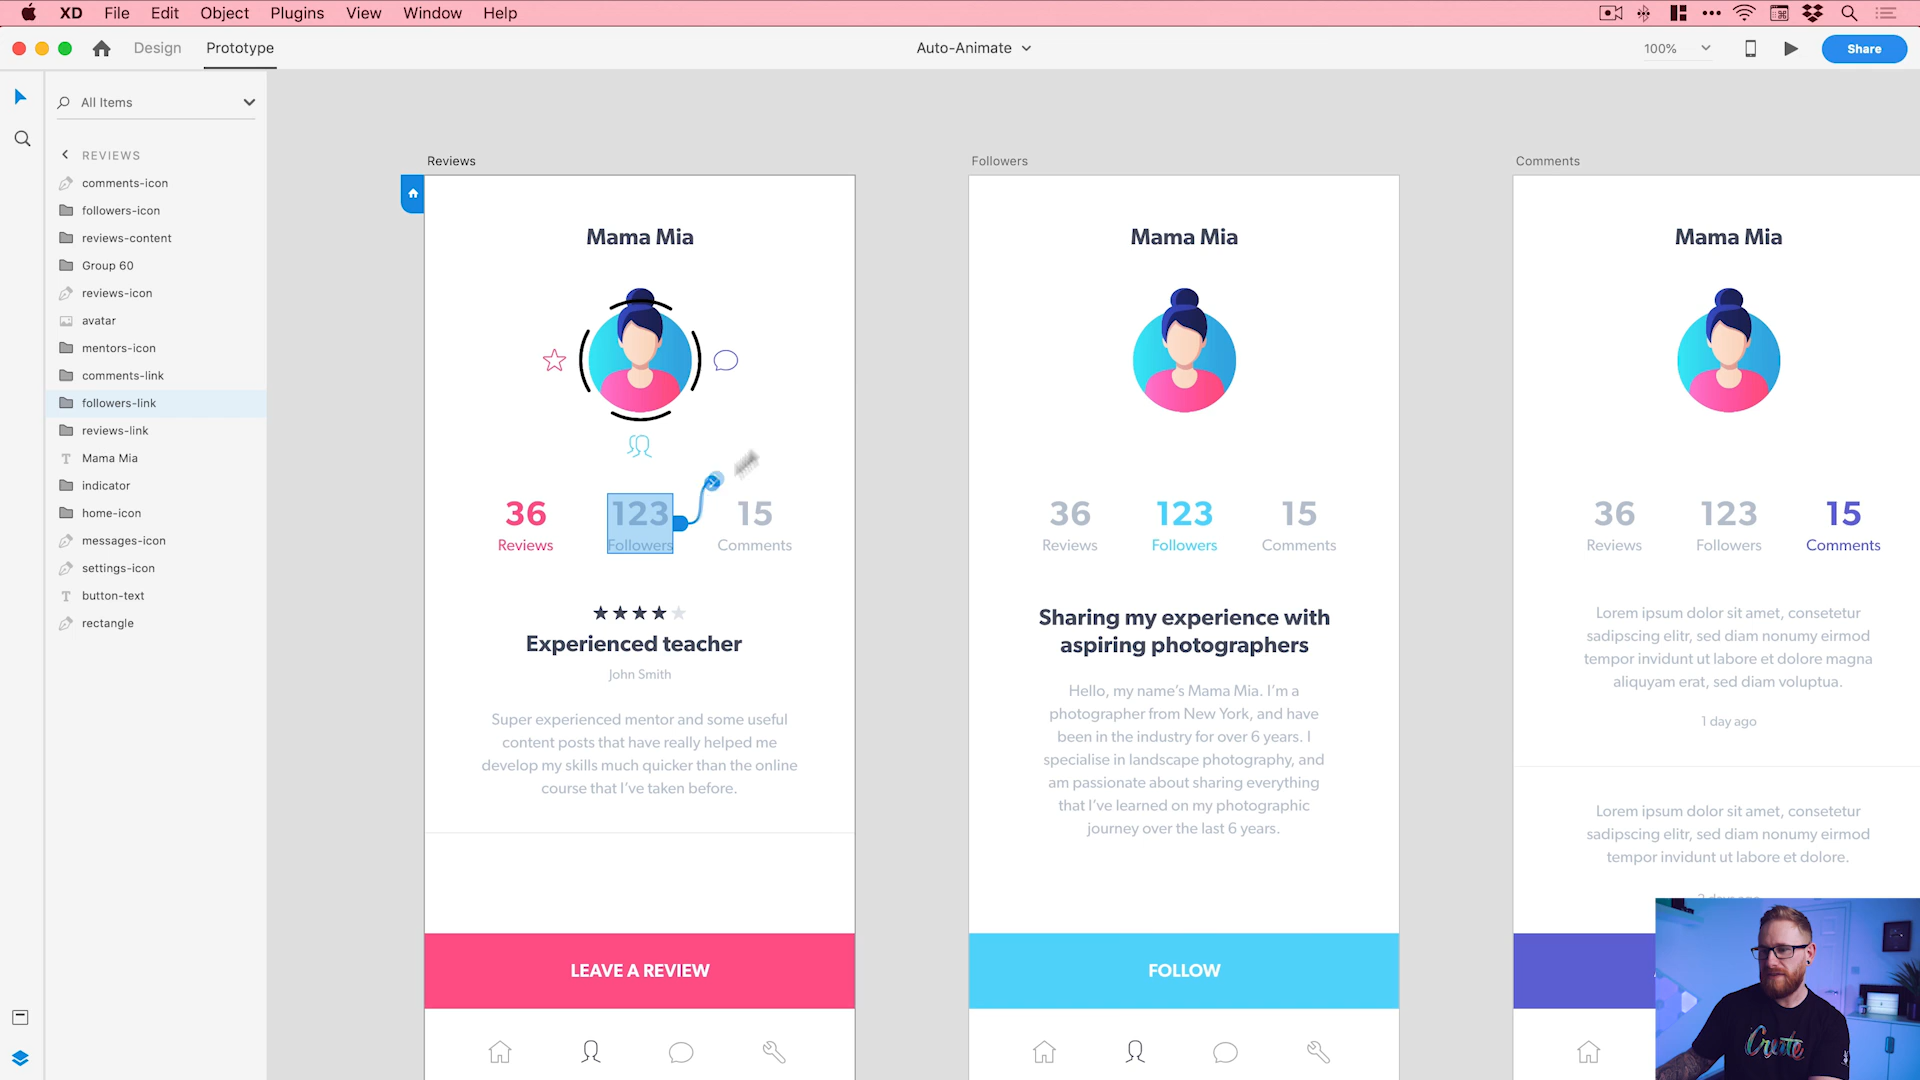 XD File Edit Object Plugins View Window Help
Design Prototype
Auto-Animate
100%
Share
All Items
REVIEWS
comments-icon
followers-icon
reviews-content
Group 60
reviews-icon
avatar
mentors-icon
comments-link
followers-link
reviews-link
Mama Mia
indicator
home-icon
messages-icon
settings-icon
button-text
rectangle
Reviews
Mama Mia
36 123 15
Reviews Followers Comments
Experienced teacher
John Smith
Super experienced mentor and some useful
content posts that have really helped me
develop my skills much quicker than the online
course that I've taken before.
LEAVE A REVIEW
Followers
Mama Mia
36 123 15
Reviews Followers Comments
Sharing my experience with
aspiring photographers
Hello, my name's Mama Mia. I'm a
photographer from New York, and have
been in the industry for over 6 years. I
specialise in landscape photography, and
am passionate about sharing everything
that I've learned on my photographic
journey over the last 6 years.
FOLLOW
Comments
Mama Mia
36 123 15
Reviews Followers Comments
Lorem ipsum dolor sit amet, consetetur
sadipscing elitr, sed diam nonumy eirmod
tempor invidunt ut labore et dolore magna
aliquyam erat, sed diam voluptua.
1 day ago
Lorem ipsum dolor sit amet, consetetur
sadipscing elitr, sed diam nonumy eirmod
tempor invidunt ut labore et dolore.
Create